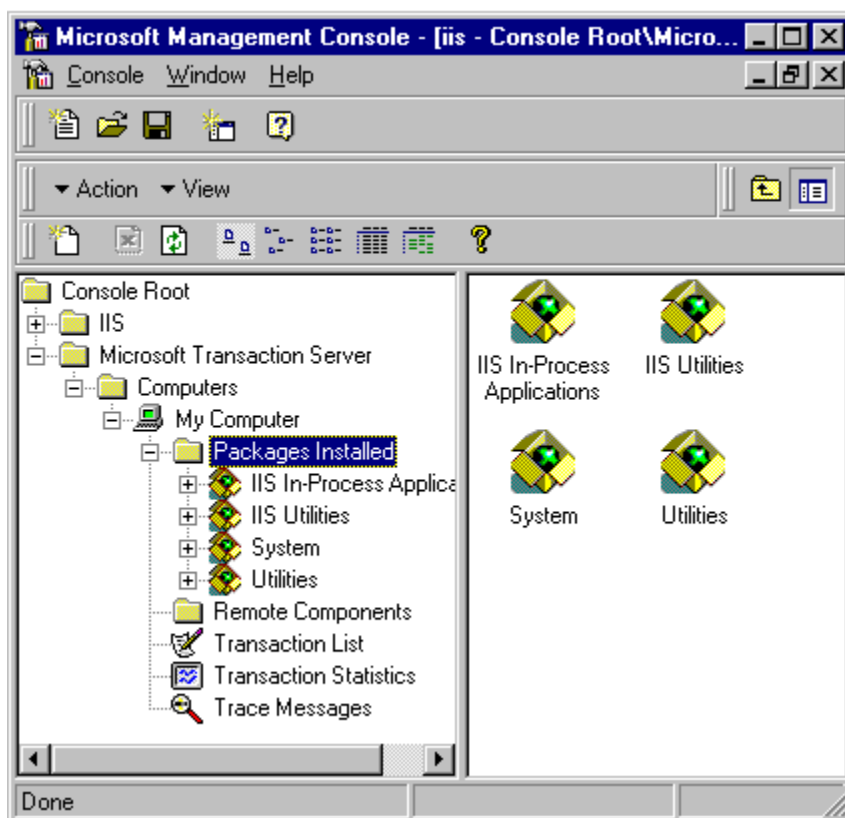 Microsoft Management Console - [iis - Console Root\Micro...
Console Window Help
Action View
Console Root
IIS
Microsoft Transaction Server
Computers
My Computer
Packages Installed
IIS In-Process Applica
IIS Utilities
System
Utilities
Remote Components
Transaction List
Transaction Statistics
Trace Messages
IIS In-Process
Applications
IIS Utilities
System
Utilities
Done